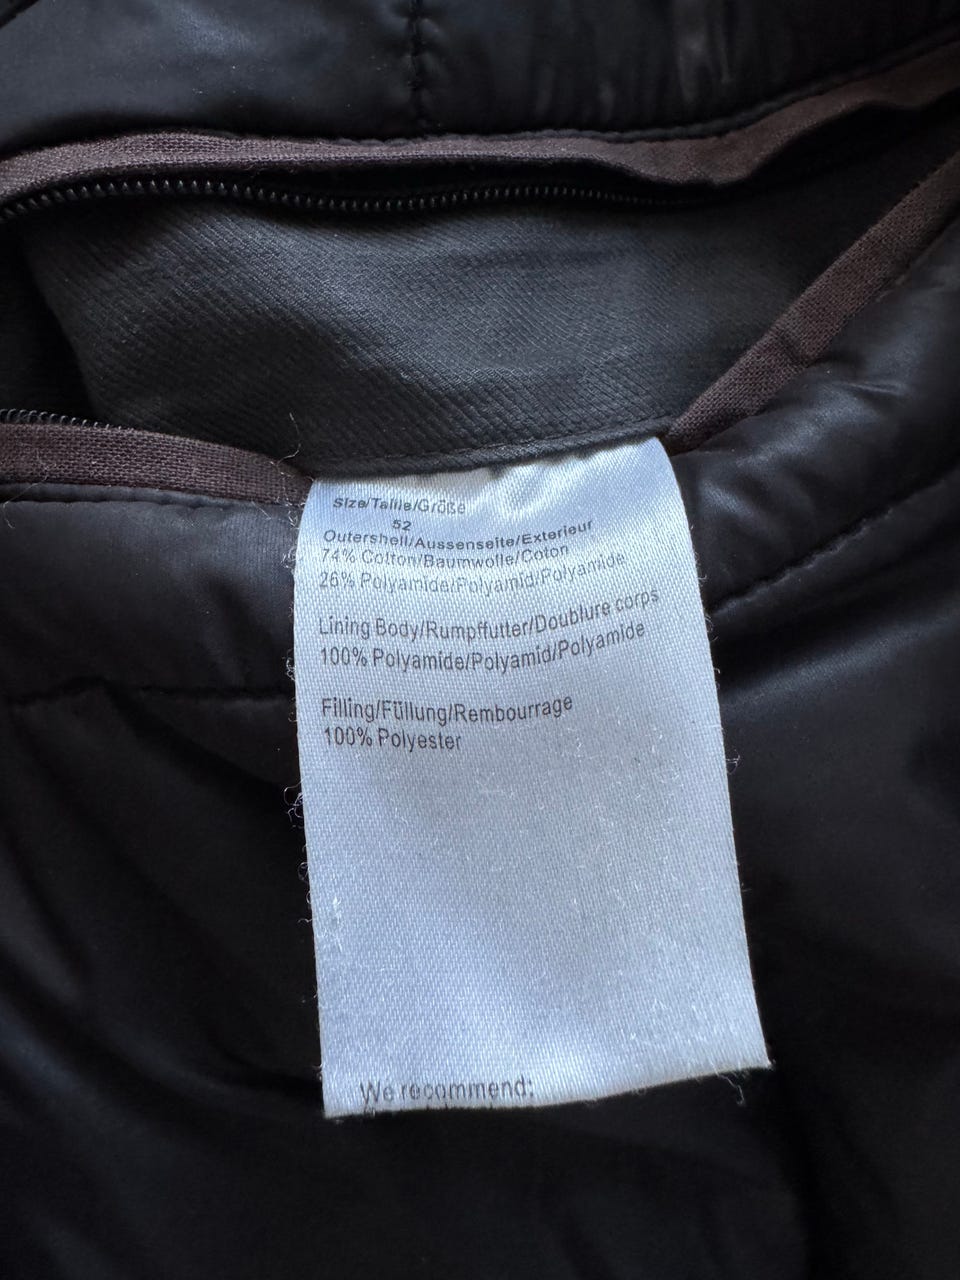 Size/Taille/Größe
52
Outershell/Aussenseite/Exterieur
74% Cotton/Baumwolle/Coton
26% Polyamide/Polyamid/Polyamide
Lining Body/Rumpffutter/Doublure corps
100% Polyamide/Polyamid/Polyamide
Filling/Füllung/Rembourrage
100% Polyester
We recommend: